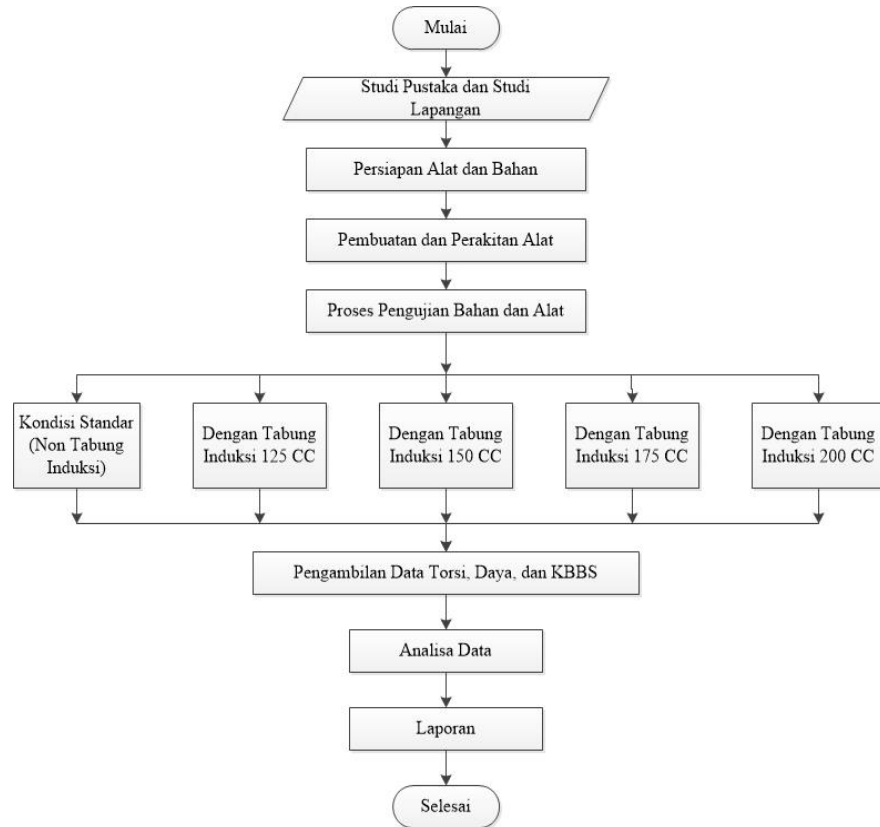 Mulai
Studi Pustaka dan Studi
Lapangan
Persiapan Alat dan Bahan
Pembuatan dan Perakitan Alat
Proses Pengujian Bahan dan Alat
Kondisi Standar
(Non Tabung
Induksi)
Dengan Tabung
Induksi 125 CC
Dengan Tabung
Induksi 150 CC
Dengan Tabung
Induksi 175 CC
Dengan Tabung
Induksi 200 CC
Pengambilan Data Torsi, Daya, dan KBBS
Analisa Data
Laporan
Selesai